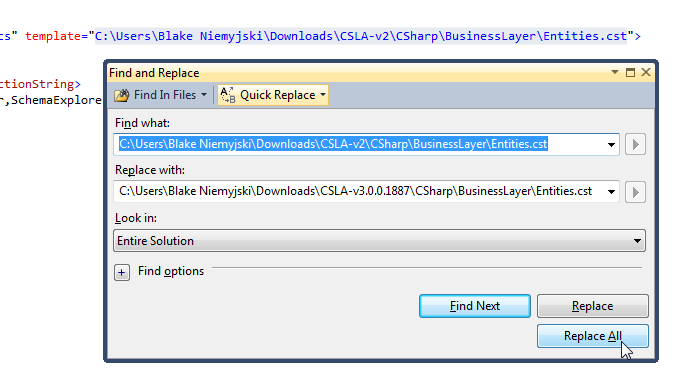 cs" template="C:\Users\Blake Niemyjski\Downloads\CSLA-v2\CSharp\BusinessLayer\Entities.cst">
ctionString>
r,SchemaExplore
Find and Replace
Find In Files
Quick Replace
Find what:
C:\Users\Blake Niemyjski\Downloads\CSLA-v2\CSharp\BusinessLayer\Entities.cst
Replace with:
C:\Users\Blake Niemyjski\Downloads\CSLA-v3.0.0.1887\CSharp\BusinessLayer\Entities.cst
Look in:
Entire Solution
Find options
Find Next
Replace
Replace All